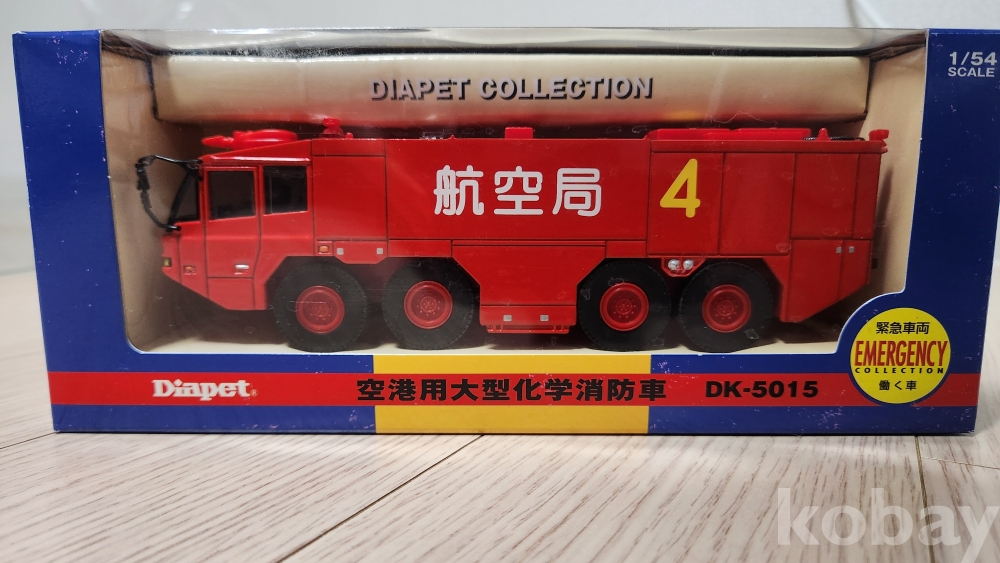 1/54
SCALE
DIAPET COLLECTION
航空局
4
緊急車両
EMERGENCY
COLLECTION
働く車
Diapet®
空港用大型化学消防車 DK-5015
kobay